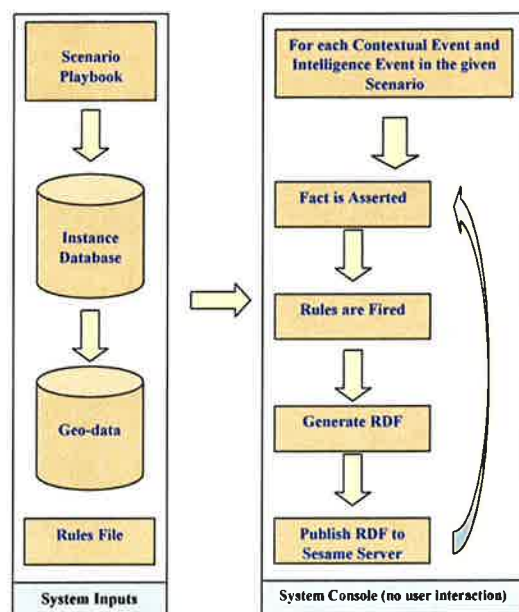 Scenario
Playbook
Instance
Database
Geo-data
Rules File
System Inputs
For each Contextual Event and
Intelligence Event in the given
Scenario
Fact is Asserted
Rules are Fired
Generate RDF
Publish RDF to
Sesame Server
System Console (no user interaction)